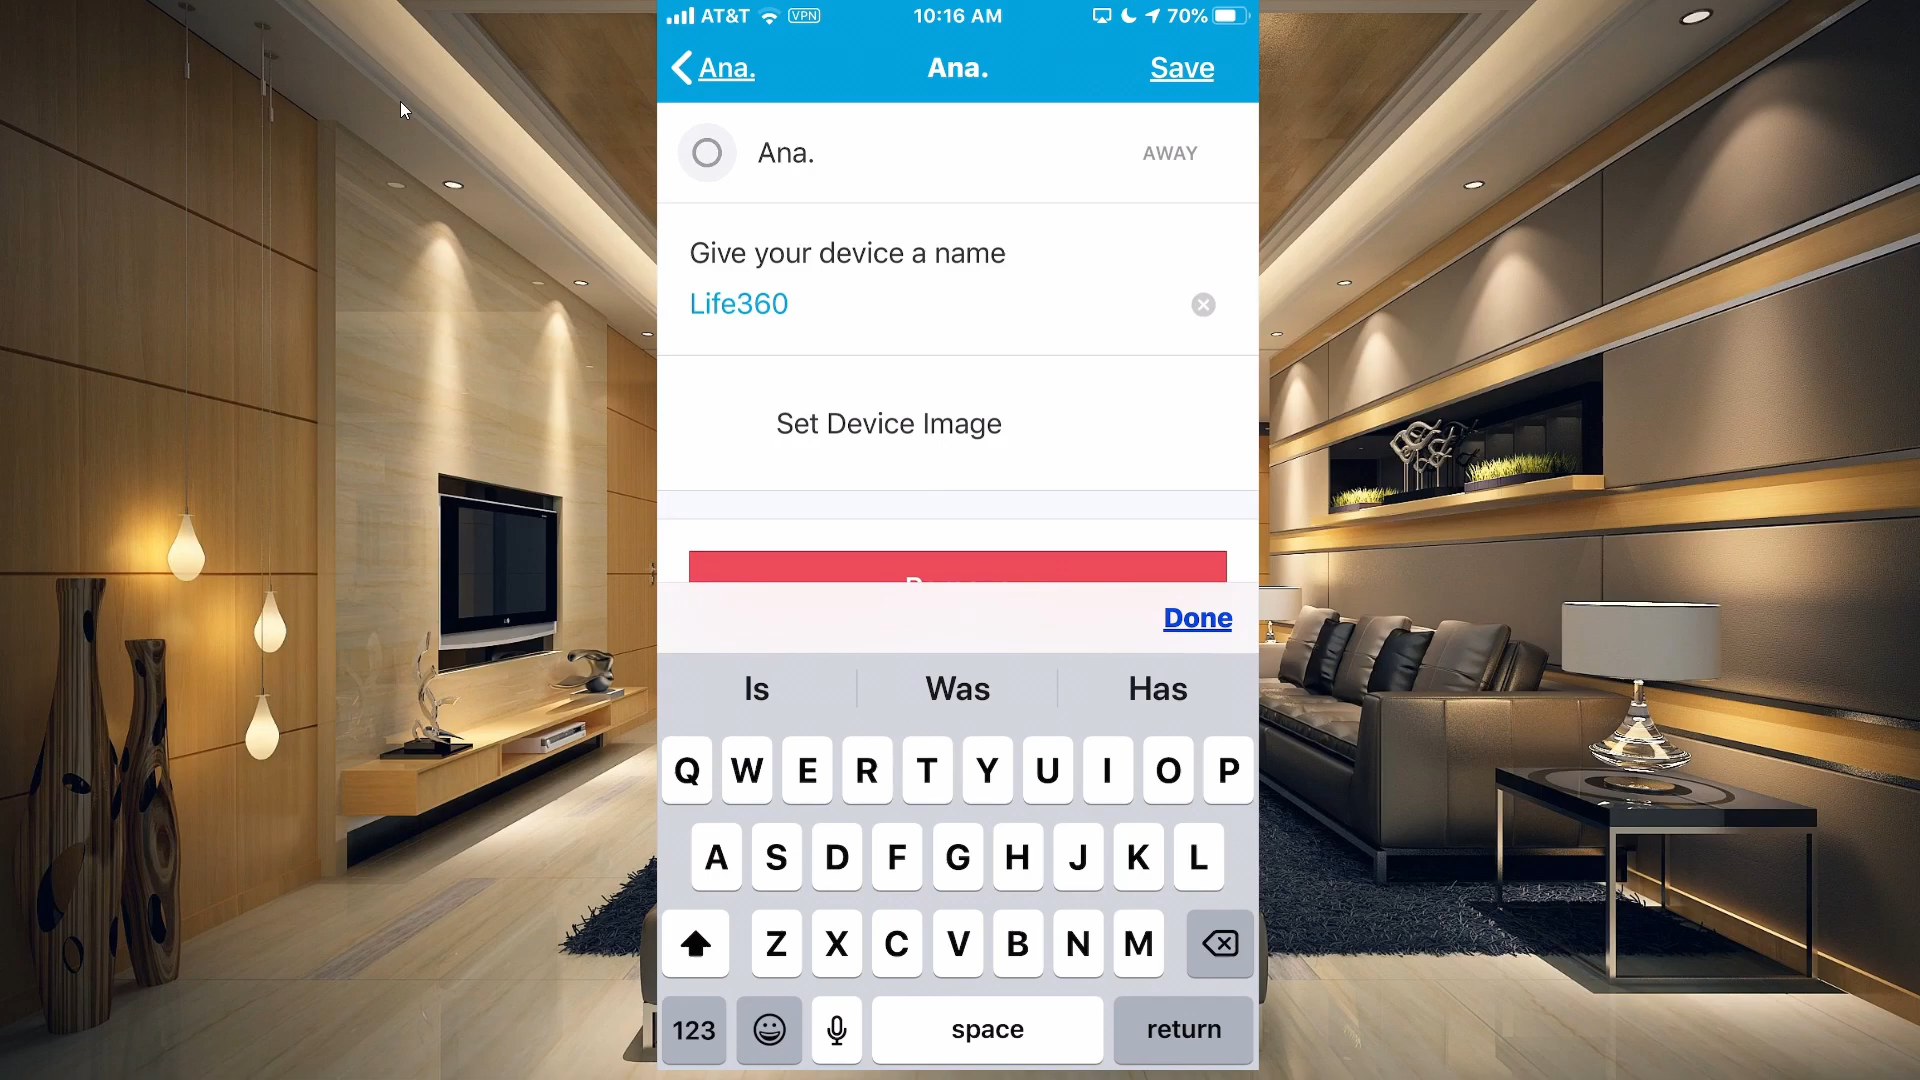 AT&T VPN 10:16 AM 70%
Ana. Ana. Save
Ana. AWAY
Give your device a name
Life360
Set Device Image
Done
Is Was Has
Q W E R T Y U I O P
A S D F G H J K L
Z X C V B N M
123 space return